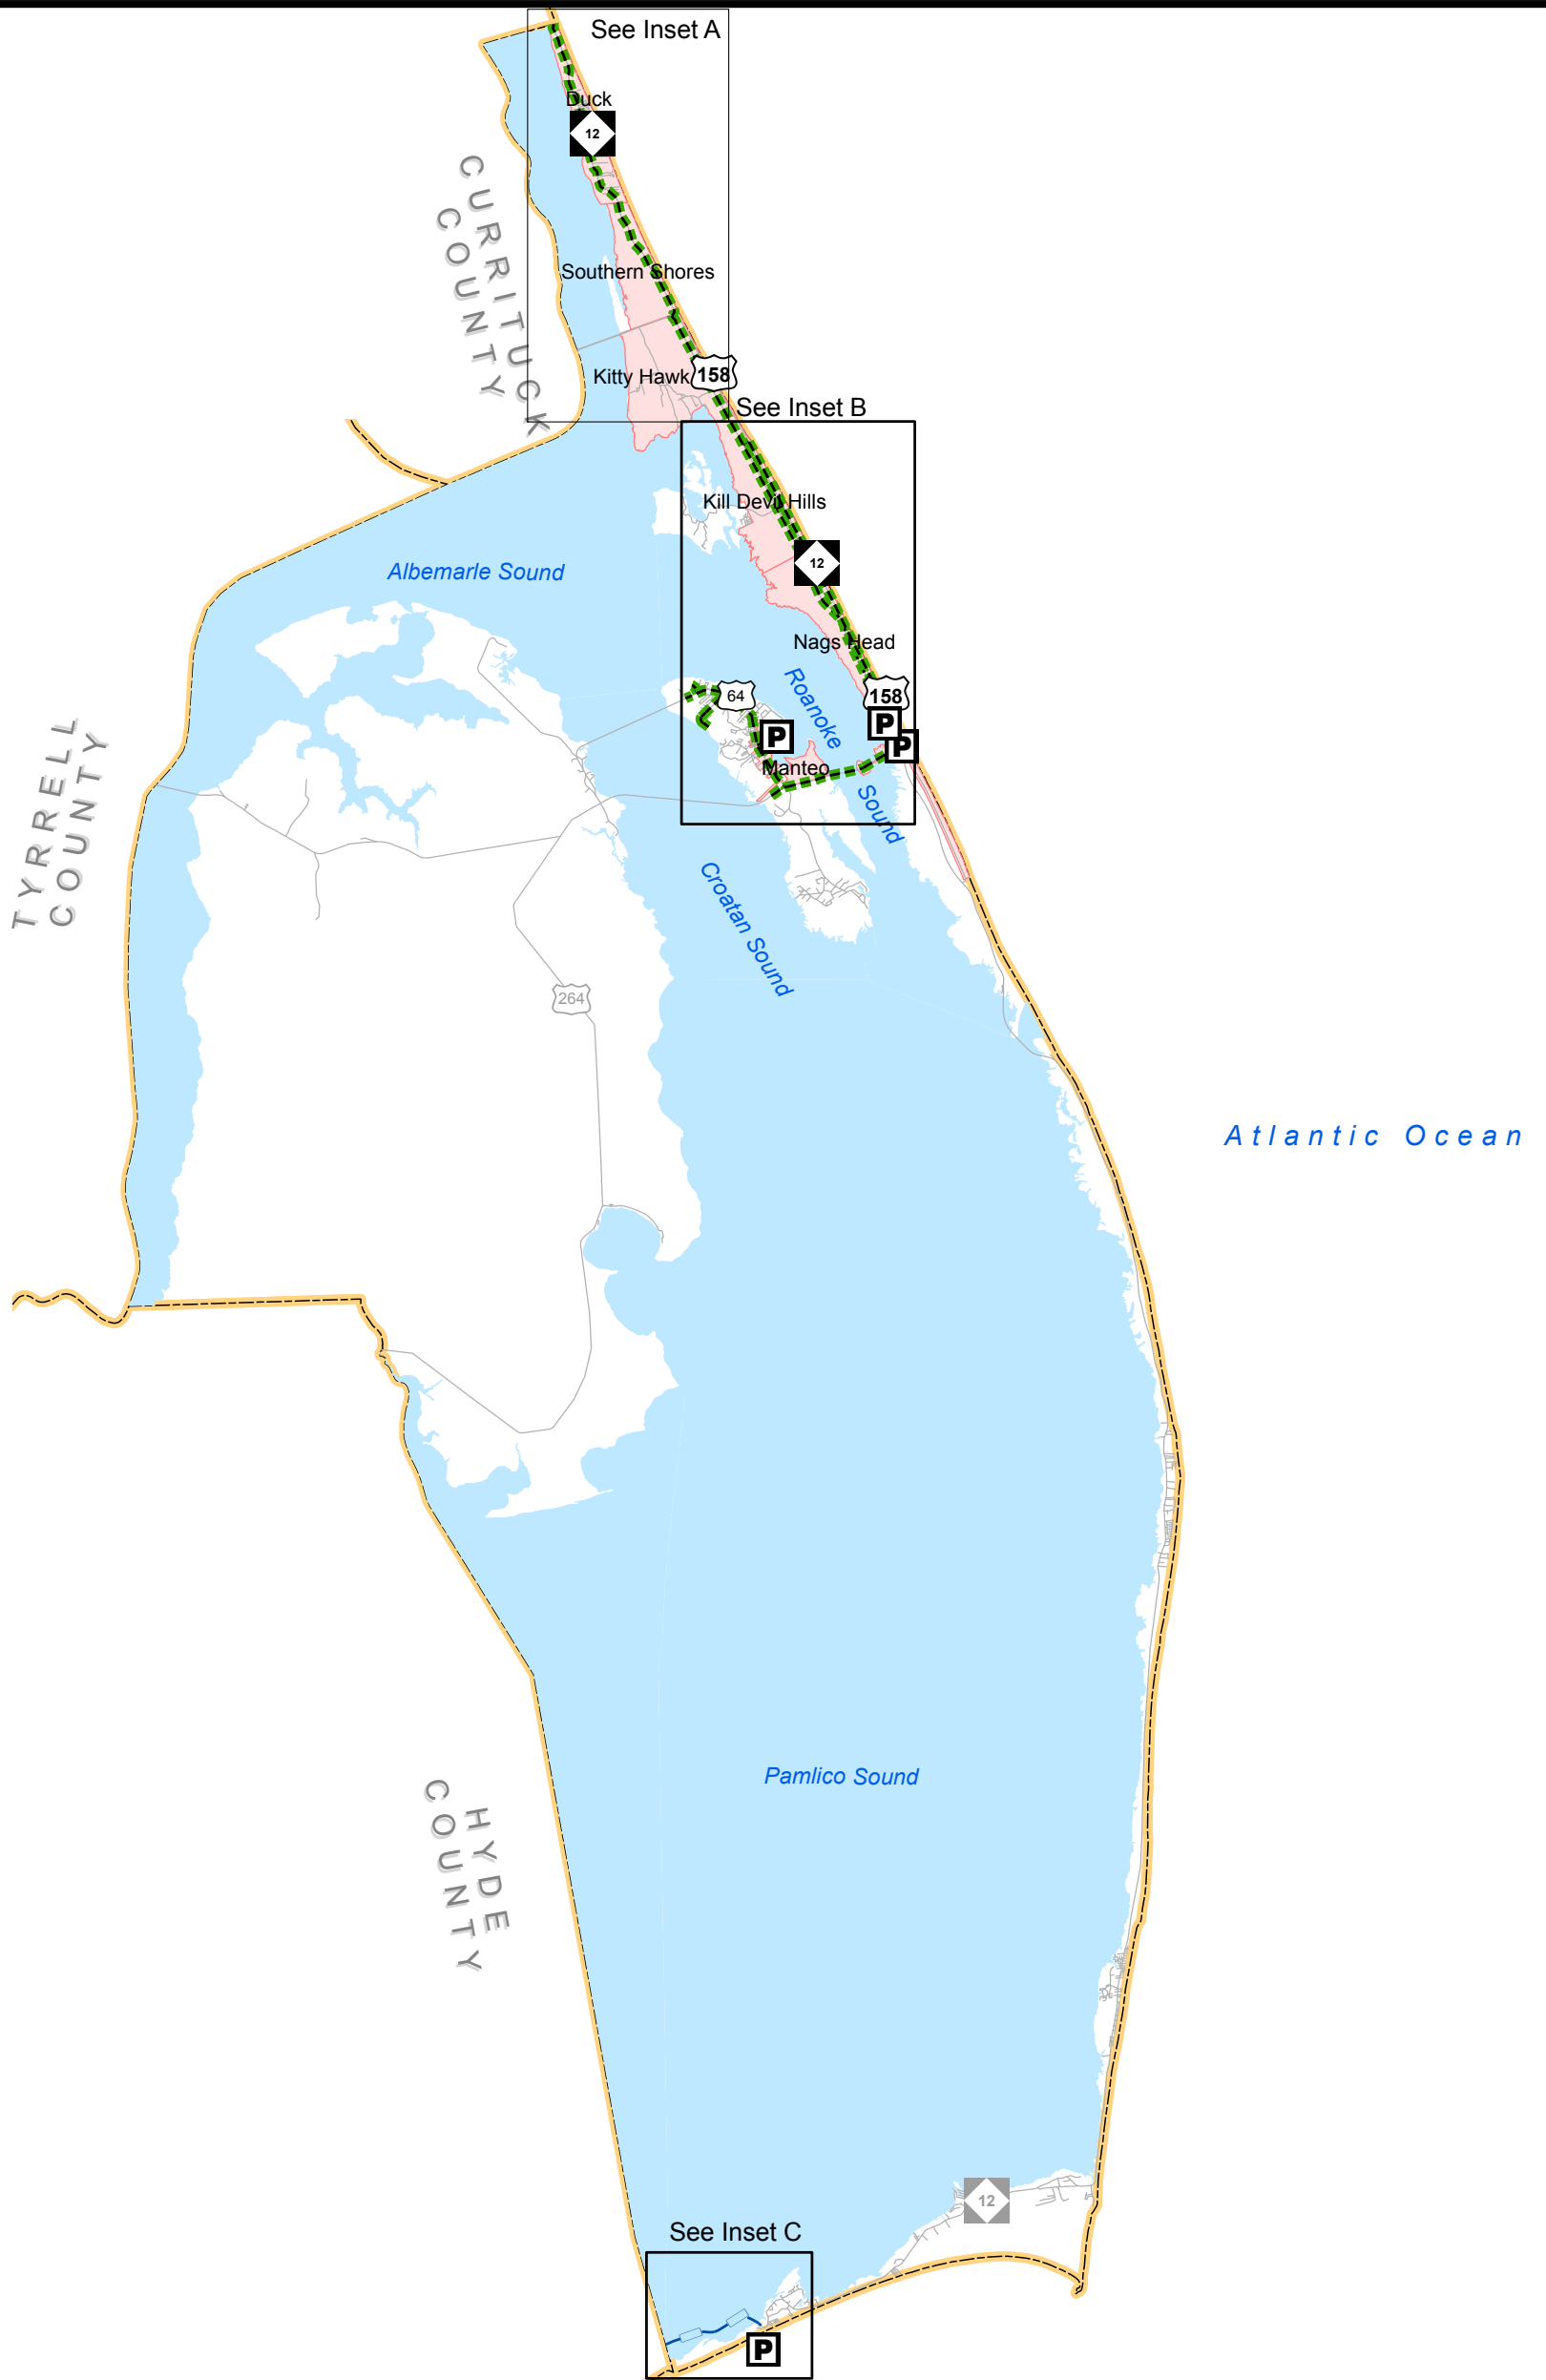 See Inset A
Duck
12
CURRITUCK
COUNTY
Southern Shores
Kitty Hawk
158
See Inset B
Kill Devil Hills
12
Albemarle Sound
Nags Head
Roanoke
Sound
64
158
P
P
P
Manteo
TYRRELL
COUNTY
Croatan Sound
264
Atlantic Ocean
Pamlico Sound
HYDE
COUNTY
12
See Inset C
P